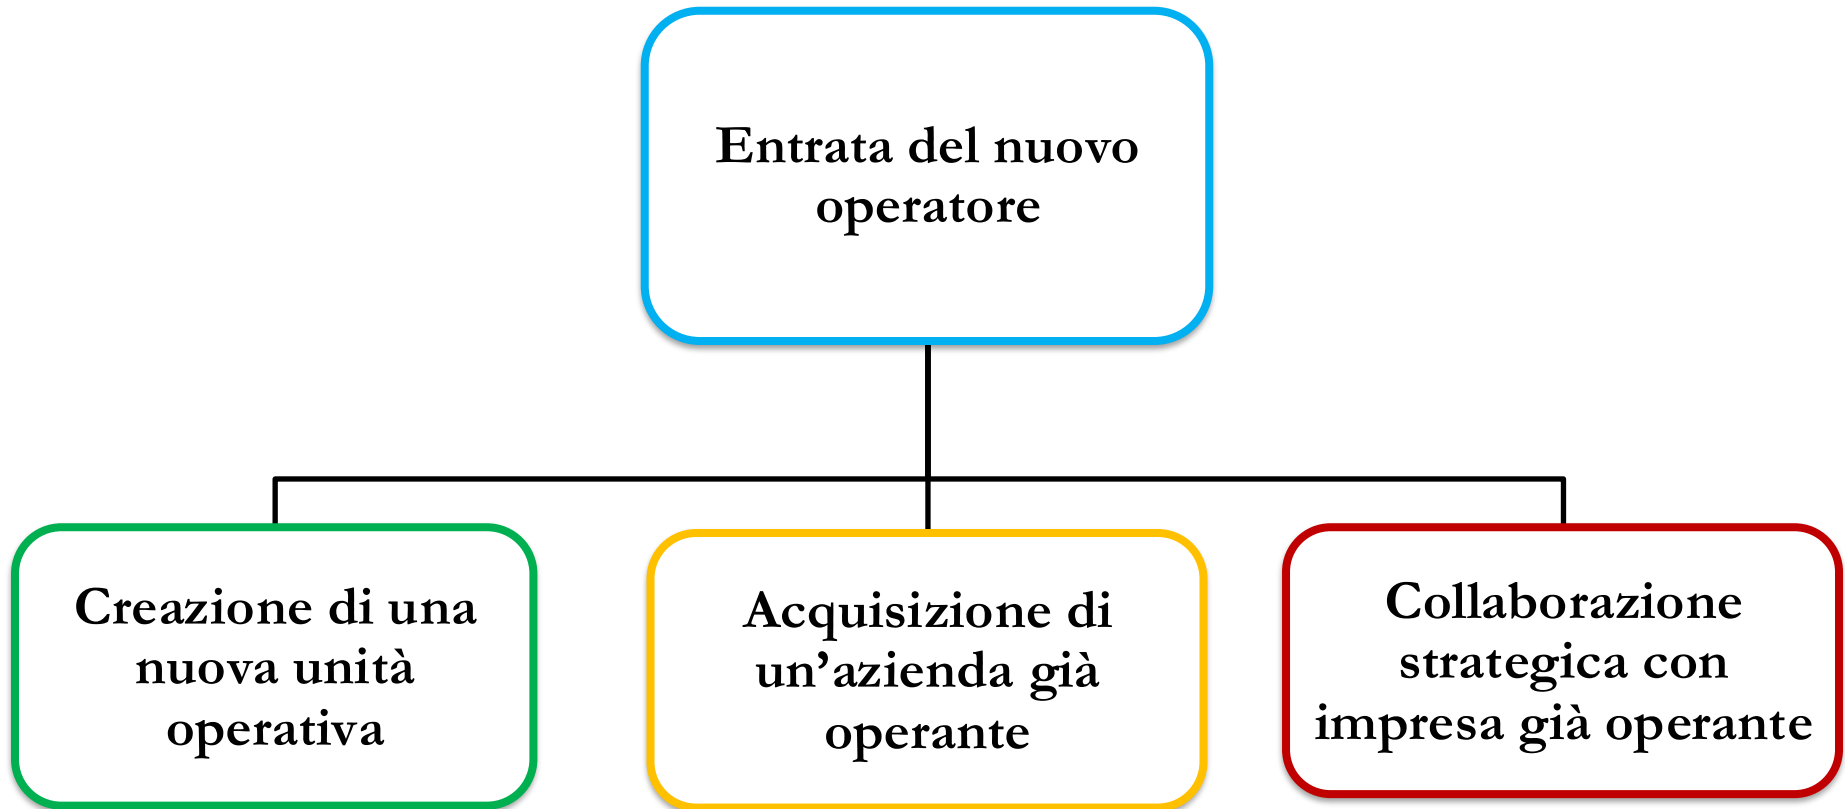 Entrata del nuovo
operatore
Creazione di una
nuova unità
operativa
Acquisizione di
un’azienda già
operante
Collaborazione
strategica con
impresa già operante